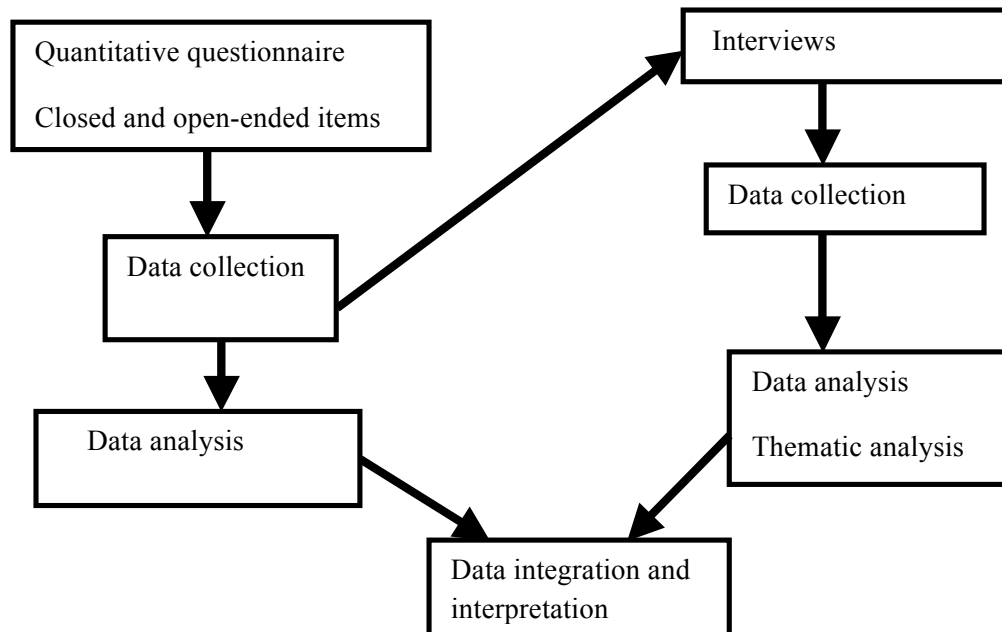 Quantitative questionnaire
Closed and open-ended items
Data collection
Data analysis
Interviews
Data collection
Data analysis
Thematic analysis
Data integration and
interpretation